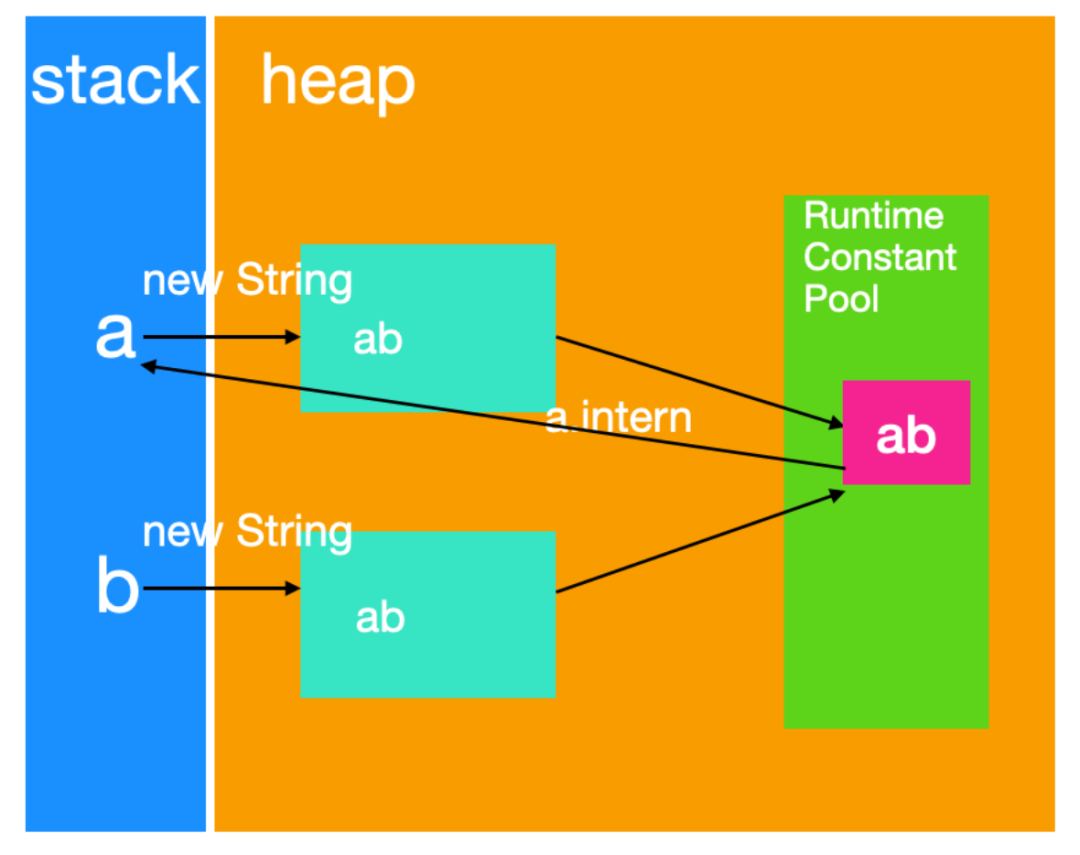 stack
heap
Runtime
Constant
Pool
new String
a
ab
a.intern
ab
new String
b
ab